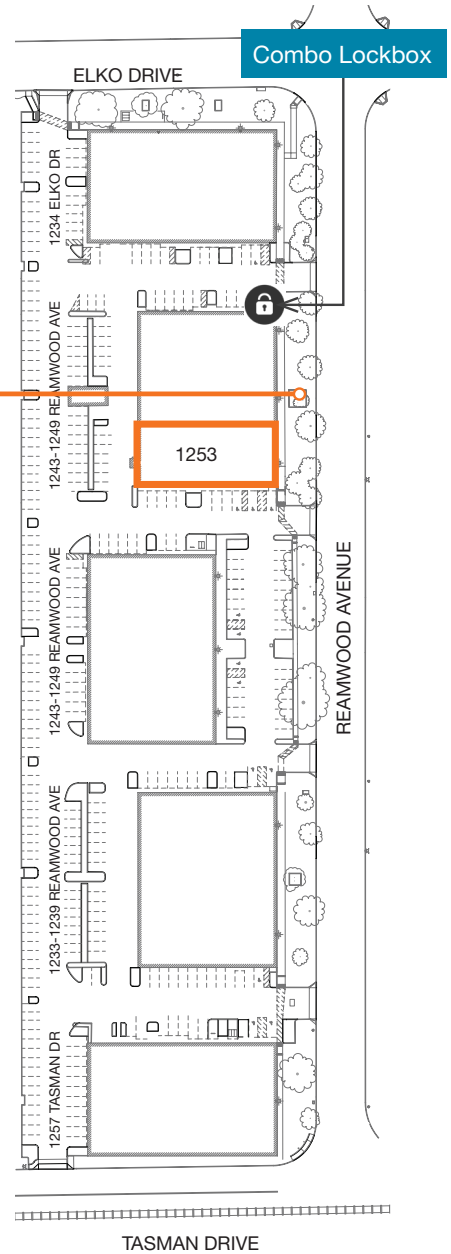 Combo Lockbox
ELKO DRIVE
1234 ELKO DR
1243-1249 REAMWOOD AVE
1253
1243-1249 REAMWOOD AVE
REAMWOOD AVENUE
1233-1239 REAMWOOD AVE
1257 TASMAN DR
TASMAN DRIVE